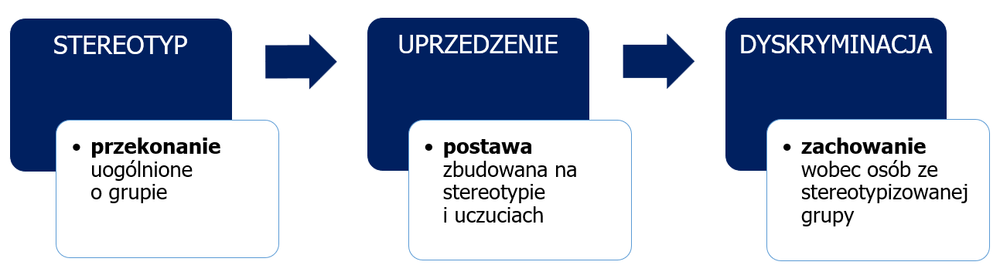 STEREOTYP
• przekonanie
uogólnione
o grupie
UPRZEDZENIE
• postawa
zbudowana na
stereotypie
i uczuciach
DYSKRYMINACJA
• zachowanie
wobec osób ze
stereotypizowanej
grupy